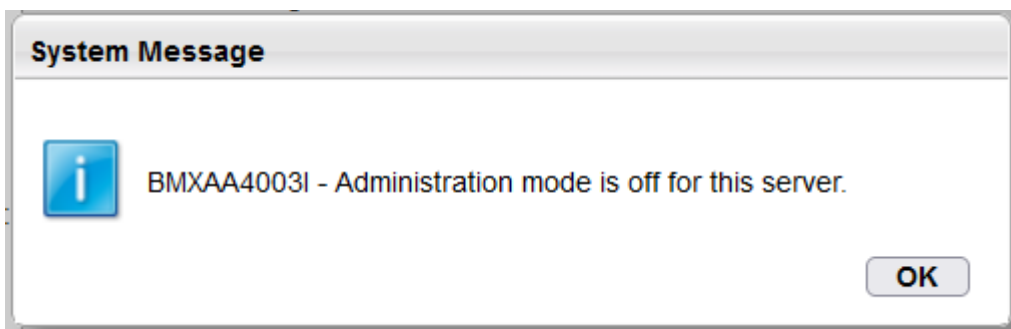 System Message
i
BMXAA4003I - Administration mode is off for this server.
OK